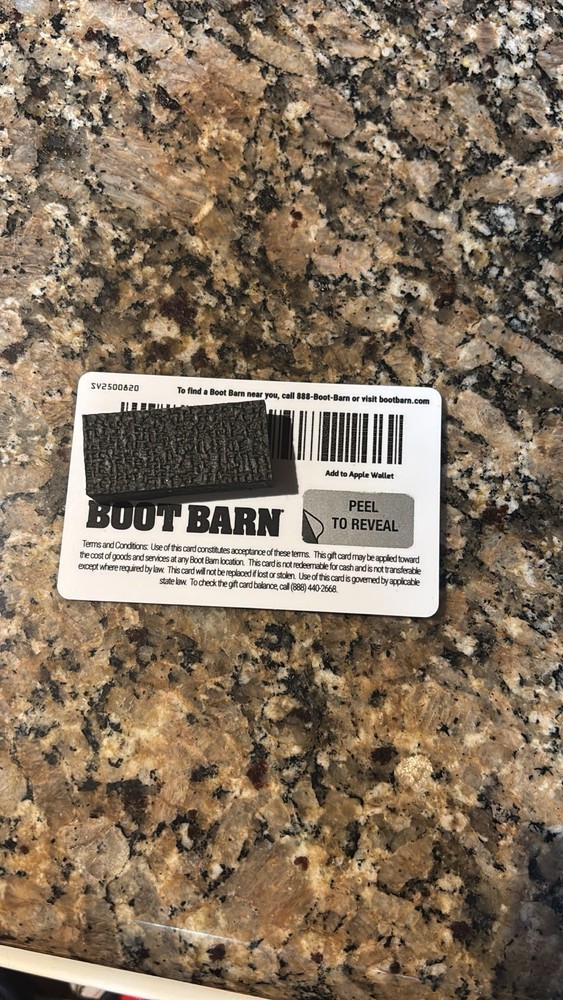 SV2500820
To find a Boot Barn near you, call 888-Boot-Barn or visit bootbarn.com
Add to Apple Wallet
BOOT BARN
PEEL
TO REVEAL
Terms and Conditions: Use of this card constitutes acceptance of these terms. This gift card may be applied toward
the cost of goods and services at any Boot Barn location. This card is not redeemable for cash and is not transferable
except where required by law. This card will not be replaced if lost or stolen. Use of this card is governed by applicable
state law. To check the gift card balance, call (888) 440-2668.